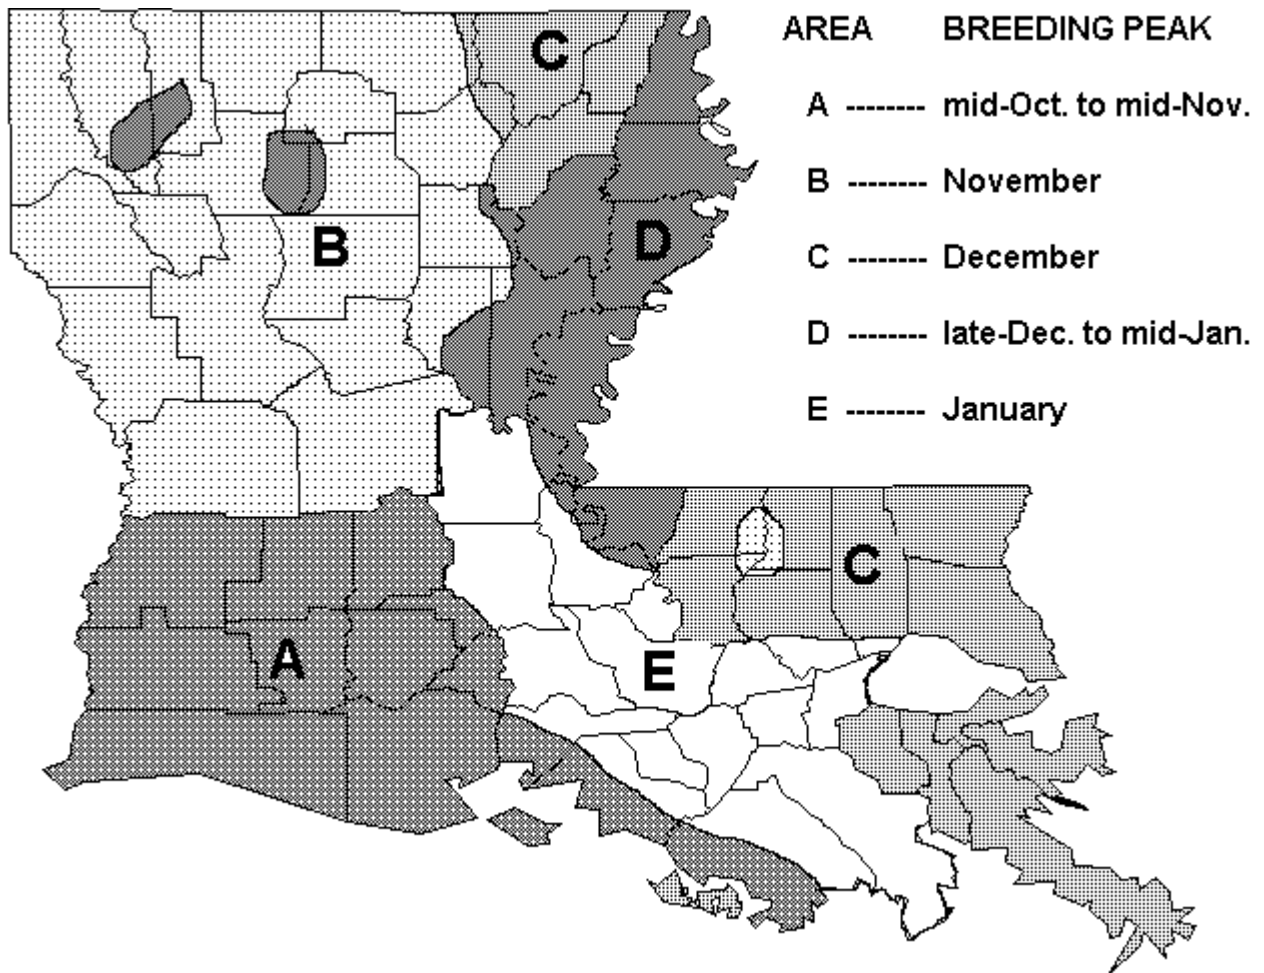 AREA BREEDING PEAK
A -------- mid-Oct. to mid-Nov.
B -------- November
C -------- December
D -------- late-Dec. to mid-Jan.
E -------- January
C
B
D
C
A
E